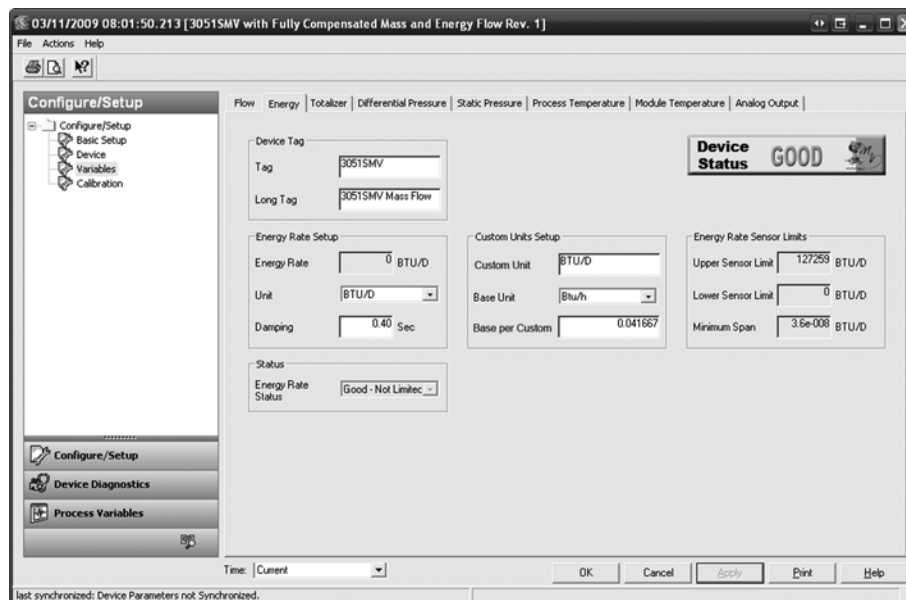 03/11/2009 08:01:50.213 [3051SMV with Fully Compensated Mass and Energy Flow Rev. 1]
File Actions Help
Configure/Setup
Configure/Setup
Basic Setup
Device
Variables
Calibration
Configure/Setup
Device Diagnostics
Process Variables
Flow Energy Totalizer Differential Pressure Static Pressure Process Temperature Module Temperature Analog Output
Device Tag
Tag 3051SMV
Long Tag 3051SMV Mass Flow
Device Status GOOD
Energy Rate Setup
Energy Rate 0 BTU/D
Unit BTU/D
Damping 0.40 Sec
Custom Units Setup
Custom Unit BTU/D
Base Unit Btu/h
Base per Custom 0.041667
Energy Rate Sensor Limits
Upper Sensor Limit 127259 BTU/D
Lower Sensor Limit 0 BTU/D
Minimum Span 3.6e-008 BTU/D
Status
Energy Rate Status Good - Not Limitec
Time: Current
OK Cancel Apply Print Help
last synchronized: Device Parameters not Synchronized.